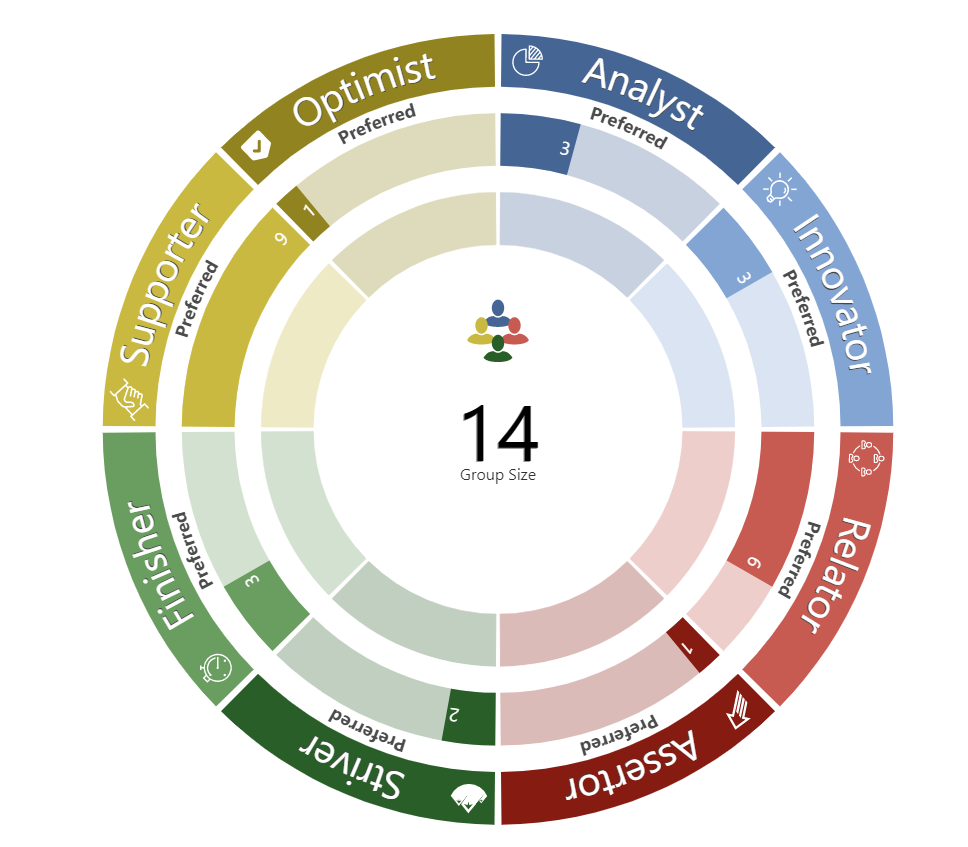 Analyst
Preferred
3
Innovator
Preferred
3
Relator
Preferred
6
Assertor
Preferred
1
Striver
Preferred
2
Finisher
Preferred
3
Supporter
Preferred
9
Optimist
Preferred
1
14
Group Size